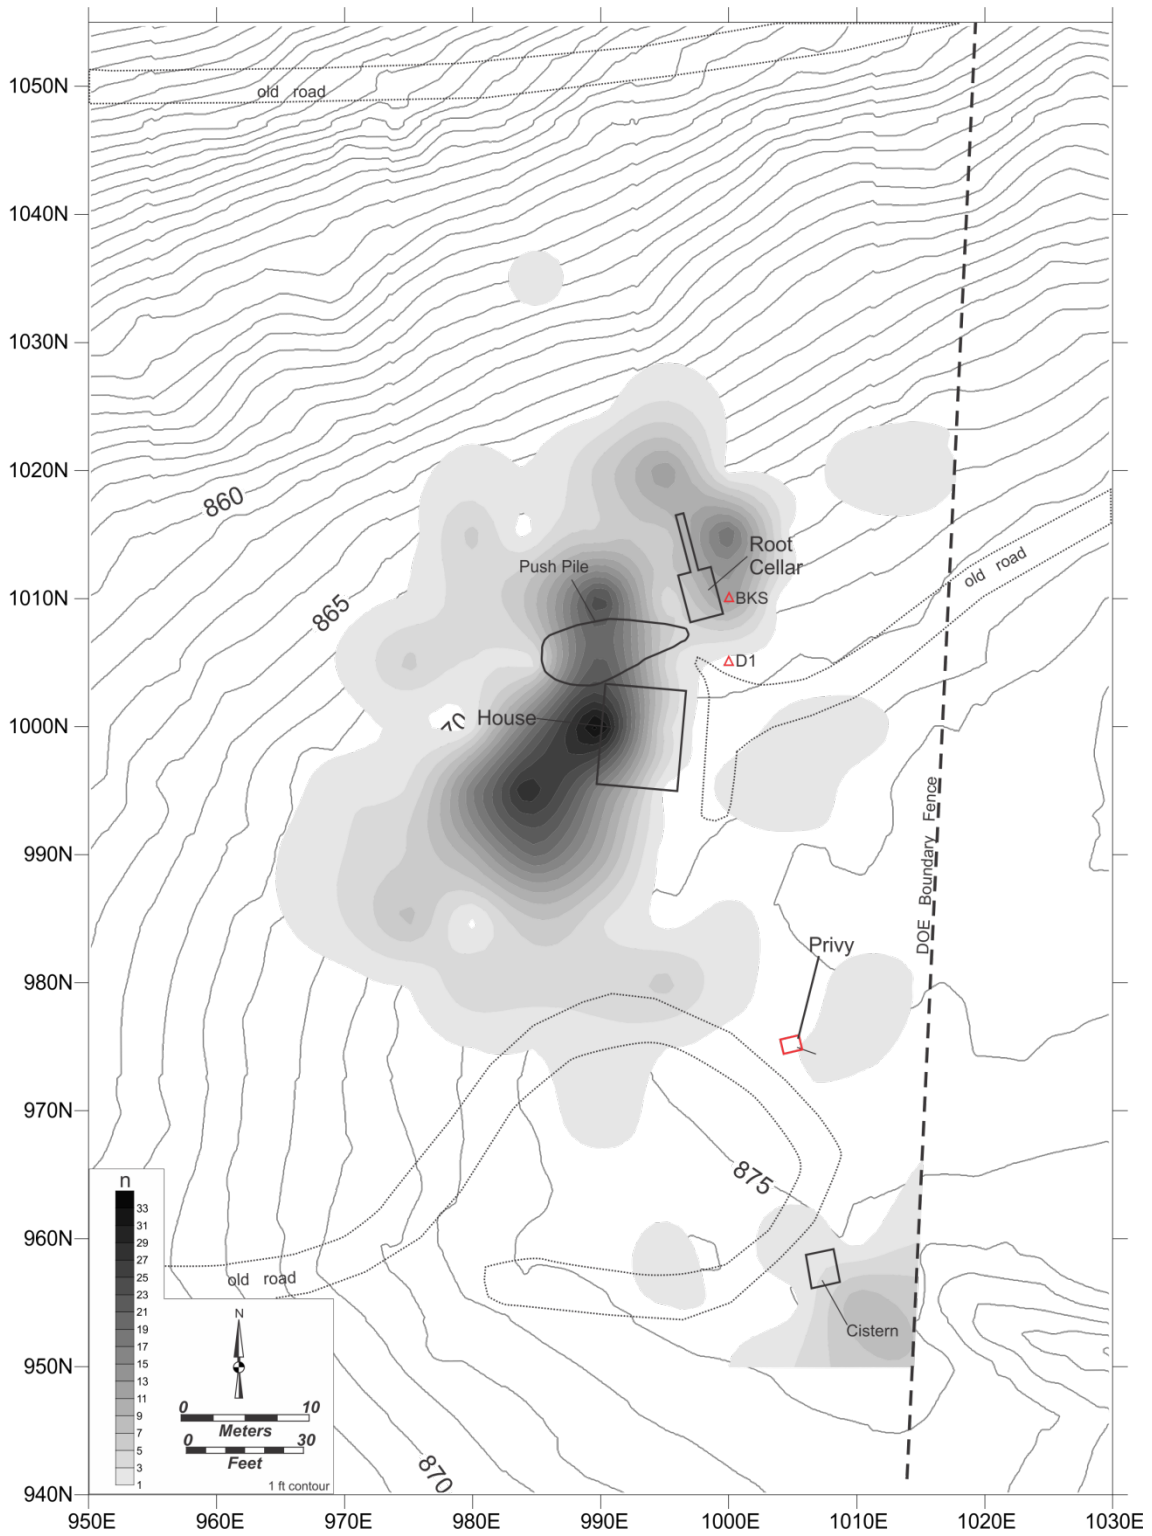 1050N
old road
1040N
1030N
1020N
860
old road
Root
Cellar
Push Pile
1010N
BKS
865
D1
1000N
70
House
DOE Boundary Fence
990N
Privy
980N
970N
875
n
33
31
29
27
25
23
21
19
17
15
13
11
9
7
5
3
1
960N
old road
N
Cistern
950N
0 10
Meters
0 30
Feet
1 ft contour
870
940N
950E 960E 970E 980E 990E 1000E 1010E 1020E 1030E